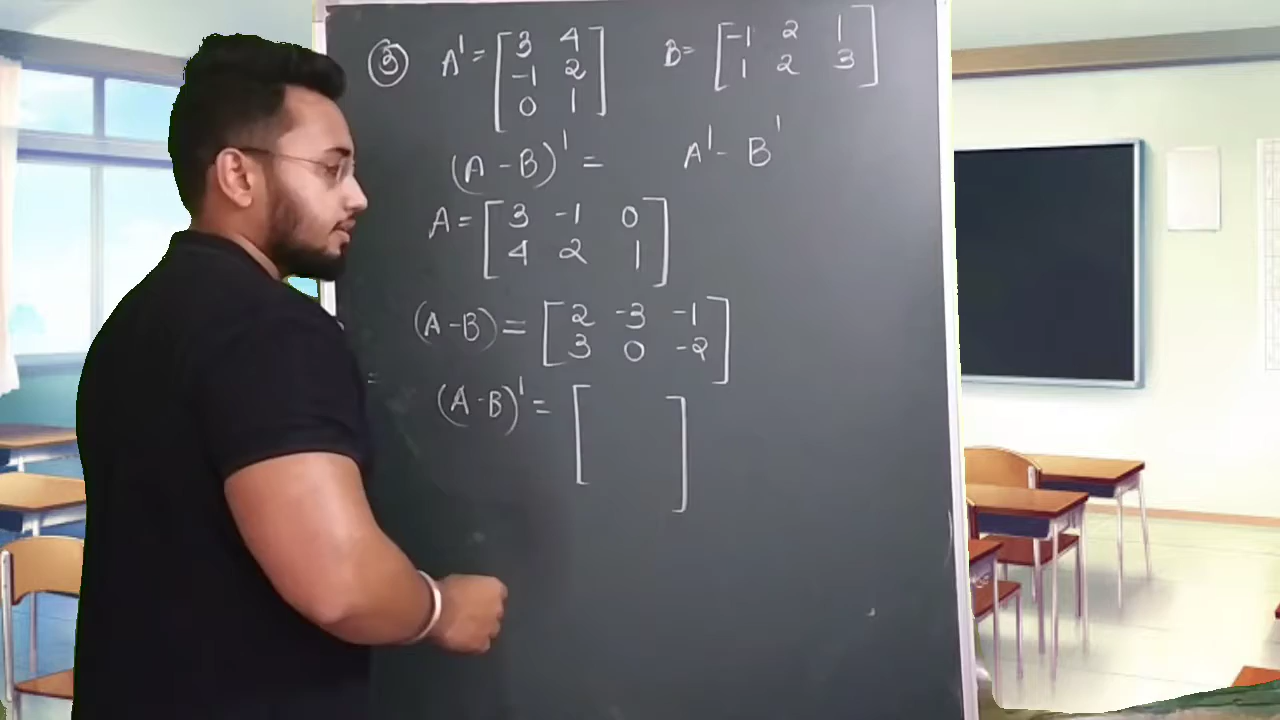 ③ A' = [3 4 B = [-1 2 1
-1 2 1 2 3]
0 1]
(A - B)' = A' - B'
A = [3 -1 0
4 2 1]
(A - B) = [2 -3 -1
3 0 -2]
(A - B)' = [ ]